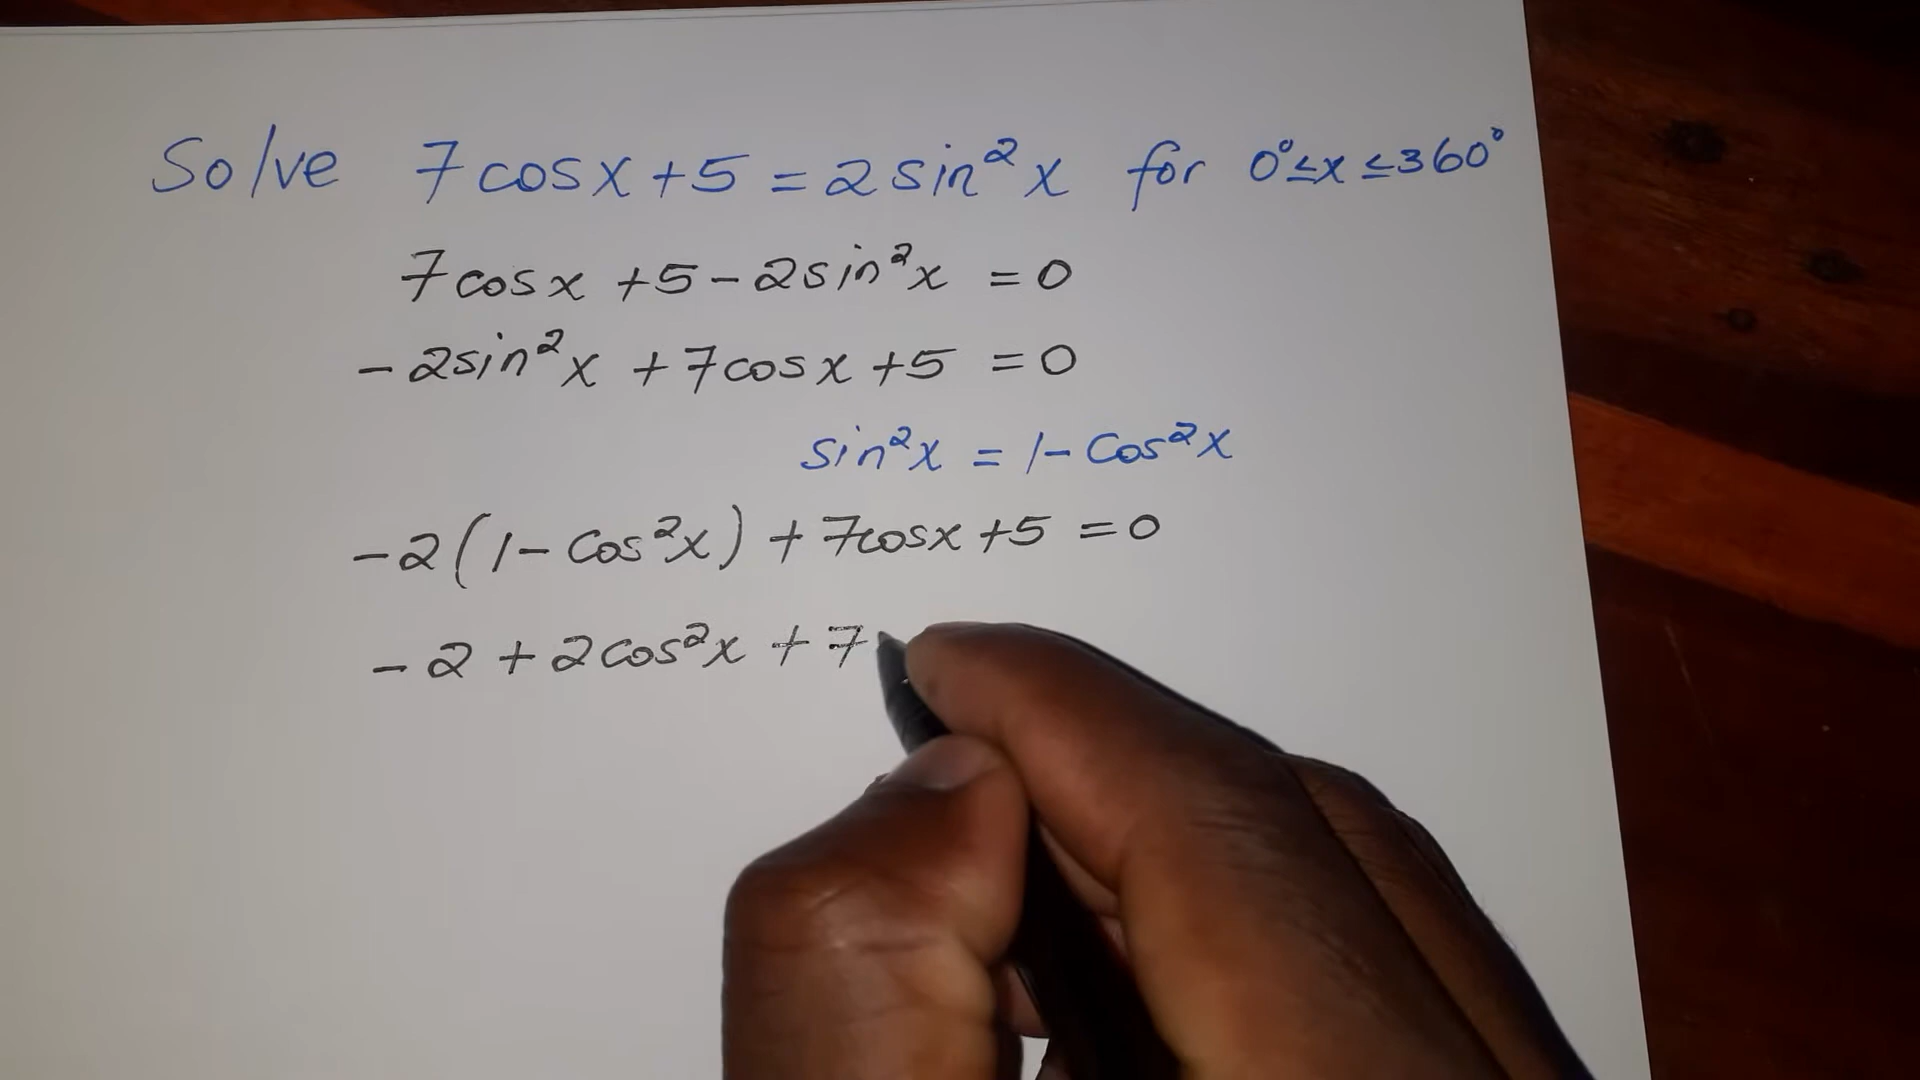 Solve 7cosx+5=2sin²x for 0°≤x≤360°
7cosx+5-2sin²x=0
-2sin²x+7cosx+5=0
sin²x=1-Cos²x
-2(1-Cos²x)+7cosx+5=0
-2+2cos²x+7